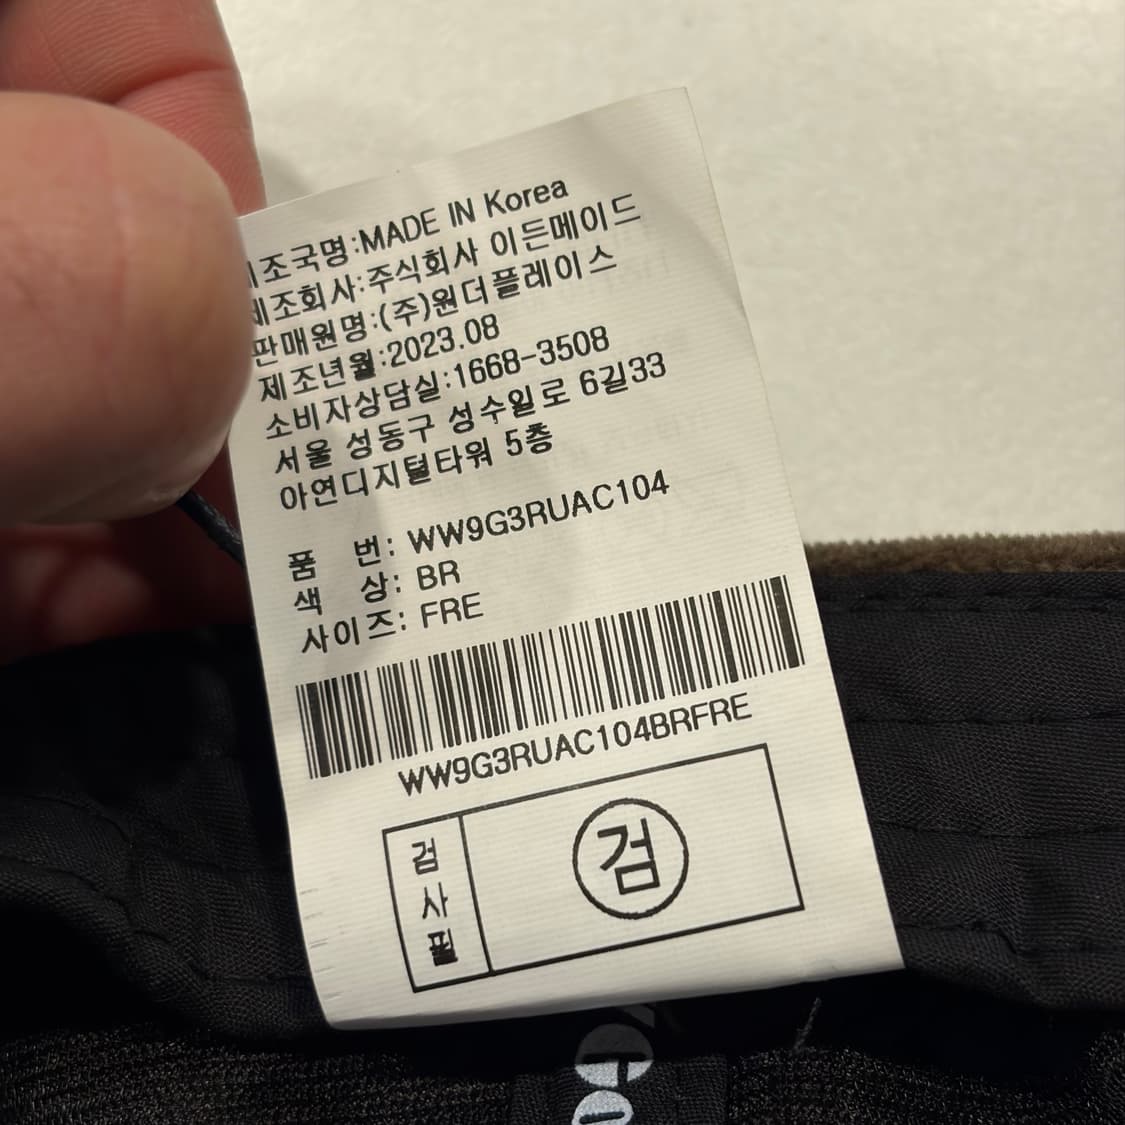 제조국명:MADE IN Korea
제조회사:주식회사 이든메이드
판매원명:(주)원더플레이스
제조년월:2023.08
소비자상담실:1668-3508
서울 성동구 성수일로 6길33
아연디지털타워 5층
품 번: WW9G3RUAC104
색 상: BR
사이즈: FRE
WW9G3RUAC104BRFRE
검사필
검